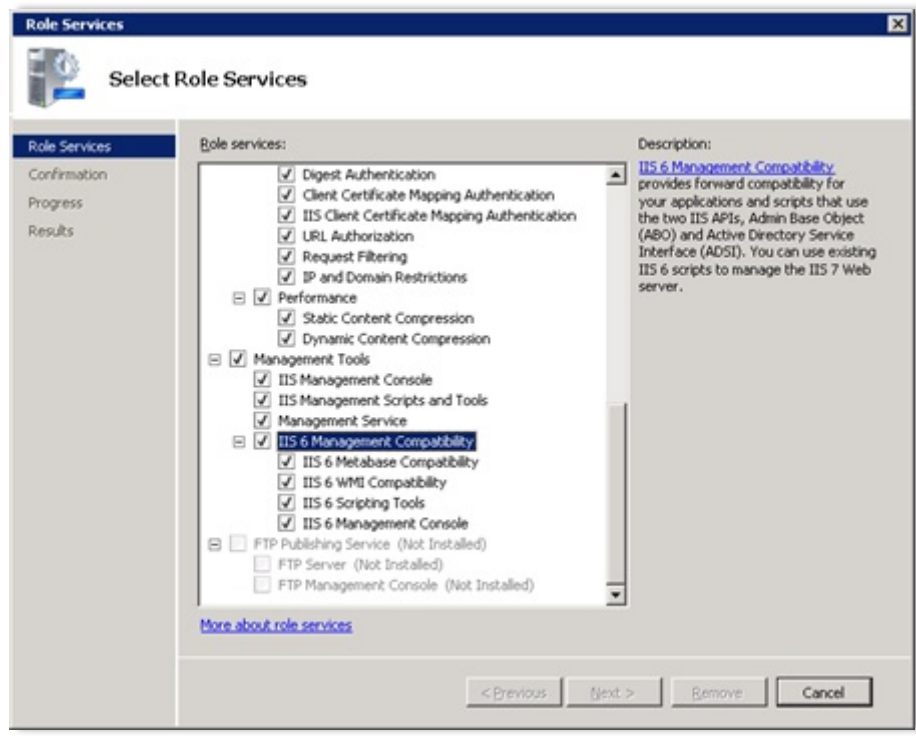 Role Services
Select Role Services
Role Services
Confirmation
Progress
Results
Role services:
Digest Authentication
Client Certificate Mapping Authentication
IIS Client Certificate Mapping Authentication
URL Authorization
Request Filtering
IP and Domain Restrictions
Performance
Static Content Compression
Dynamic Content Compression
Management Tools
IIS Management Console
IIS Management Scripts and Tools
Management Service
IIS 6 Management Compatibility
IIS 6 Metabase Compatibility
IIS 6 WMI Compatibility
IIS 6 Scripting Tools
IIS 6 Management Console
FTP Publishing Service (Not Installed)
FTP Server (Not Installed)
FTP Management Console (Not Installed)
More about role services
Description:
IIS 6 Management Compatibility
provides forward compatibility for
your applications and scripts that use
the two IIS APIs, Admin Base Object
(ABO) and Active Directory Service
Interface (ADSI). You can use existing
IIS 6 scripts to manage the IIS 7 Web
server.
< Previous
Next >
Remove
Cancel